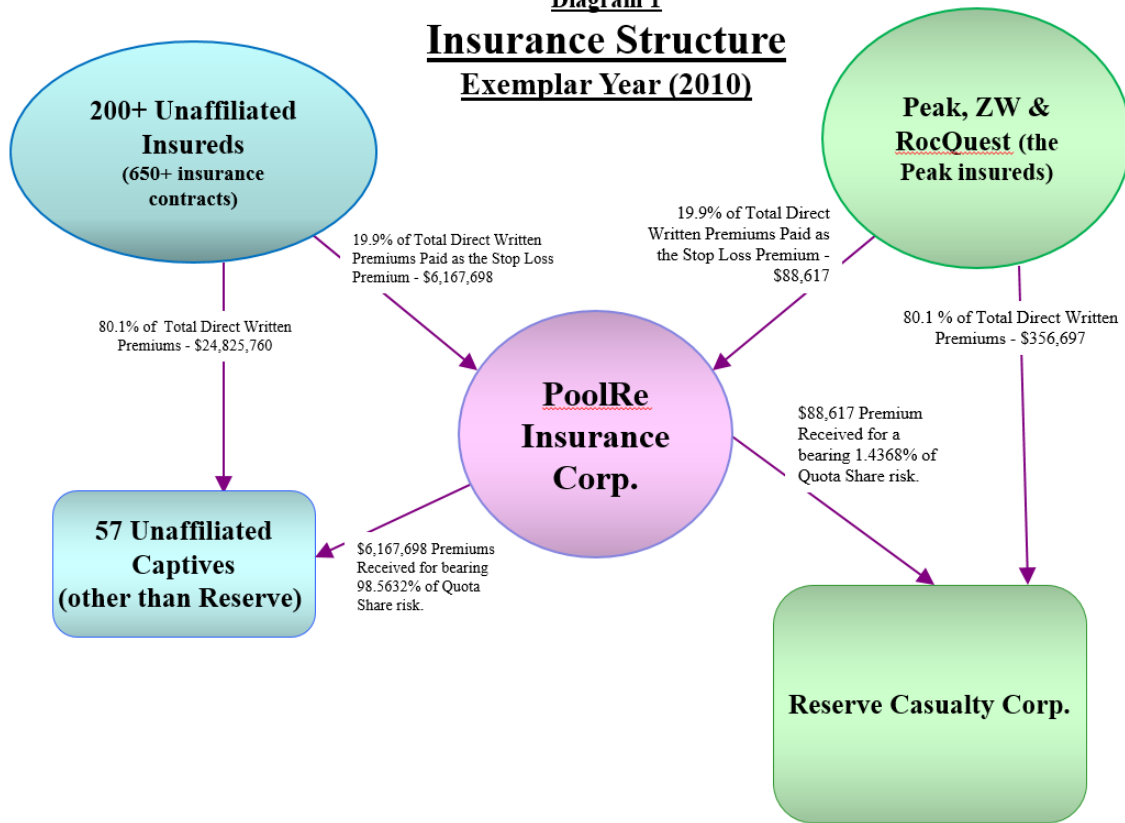 Diagram 1
Insurance Structure
Exemplar Year (2010)
200+ Unaffiliated
Insureds
(650+ insurance
contracts)
Peak, ZW &
RocQuest (the
Peak insureds)
19.9% of Total Direct Written
Premiums Paid as the Stop Loss
Premium - $6,167,698
19.9% of Total Direct
Written Premiums Paid as
the Stop Loss Premium -
$88,617
80.1% of Total Direct Written
Premiums - $24,825,760
80.1 % of Total Direct Written
Premiums - $356,697
PoolRe
Insurance
Corp.
$88,617 Premium
Received for a
bearing 1.4368% of
Quota Share risk.
57 Unaffiliated
Captives
(other than Reserve)
$6,167,698 Premiums
Received for bearing
98.5632% of Quota
Share risk.
Reserve Casualty Corp.